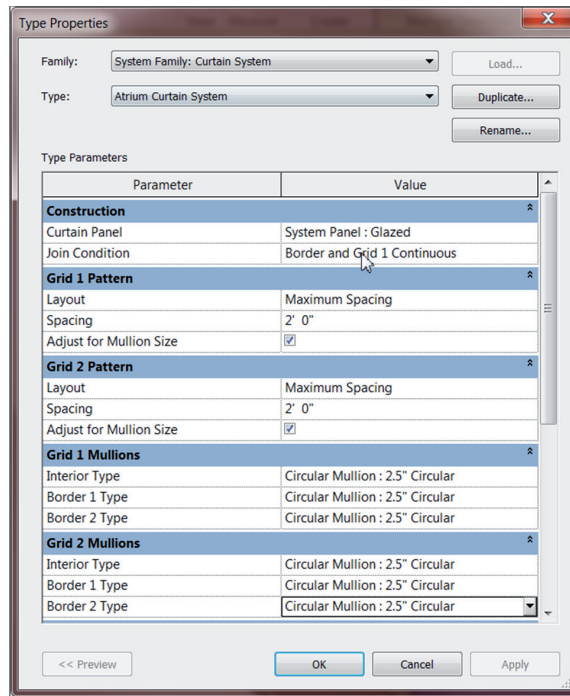 Type Properties
Family: System Family: Curtain System Load...
Type: Atrium Curtain System Duplicate...
Rename...
Type Parameters
Parameter Value
Construction
Curtain Panel System Panel : Glazed
Join Condition Border and Grid 1 Continuous
Grid 1 Pattern
Layout Maximum Spacing
Spacing 2' 0"
Adjust for Mullion Size
Grid 2 Pattern
Layout Maximum Spacing
Spacing 2' 0"
Adjust for Mullion Size
Grid 1 Mullions
Interior Type Circular Mullion : 2.5" Circular
Border 1 Type Circular Mullion : 2.5" Circular
Border 2 Type Circular Mullion : 2.5" Circular
Grid 2 Mullions
Interior Type Circular Mullion : 2.5" Circular
Border 1 Type Circular Mullion : 2.5" Circular
Border 2 Type Circular Mullion : 2.5" Circular
<< Preview OK Cancel Apply